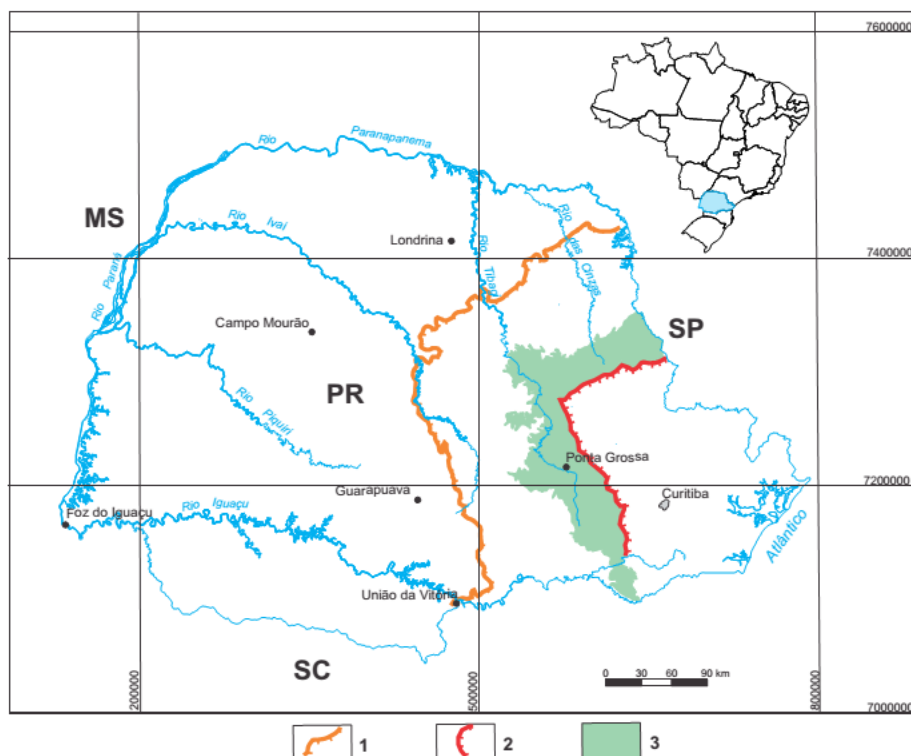 7600000
Rio Paranapanema
MS
Rio Ivaí
Rio das Cinzas
Londrina
7400000
Rio Tibagi
Rio Paraná
Campo Mourão
SP
PR
Rio Piquiri
Ponta Grossa
Guarapuava
7200000
Curitiba
Foz do Iguaçu
Rio Iguaçu
Atlântico
União da Vitória
SC
0 30 60 90 km
200000
500000
800000
7000000
1
2
3